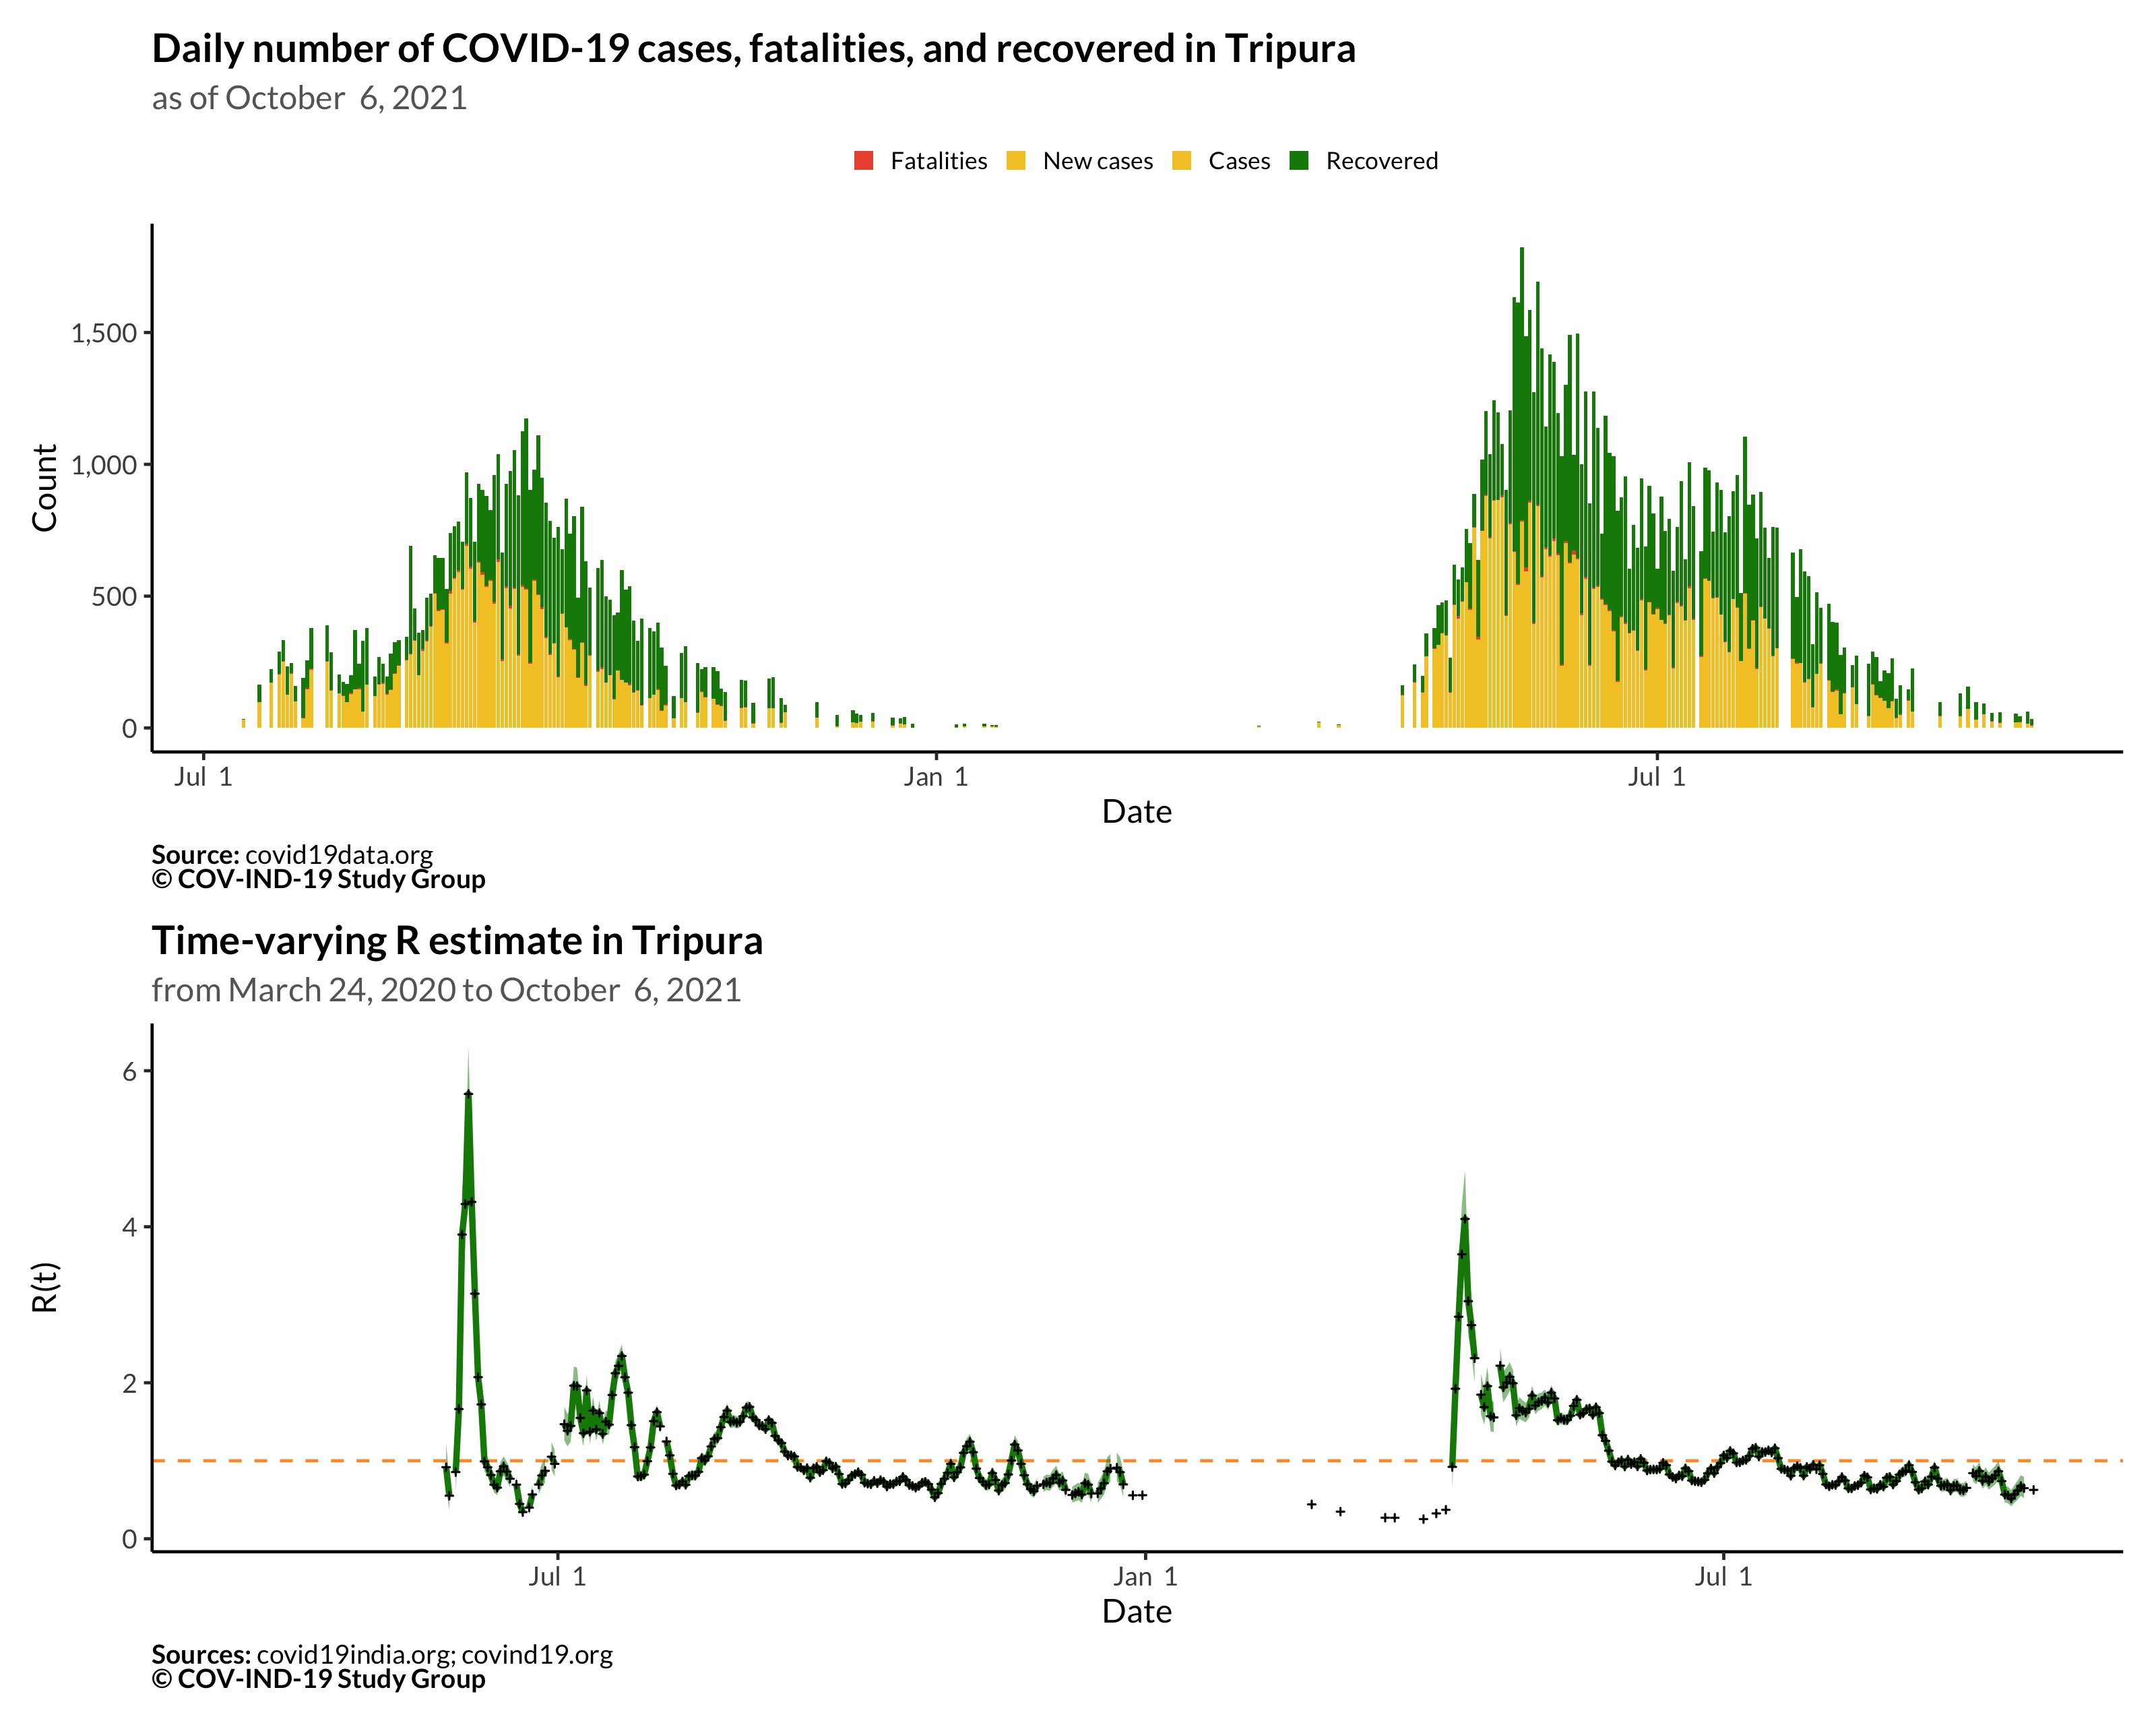 Daily number of COVID-19 cases, fatalities, and recovered in Tripura
as of October  6, 2021
Fatalities New cases Cases Recovered
1,500
1,000
500
0
Count
Jul  1 Jan  1 Jul  1
Date
Source: covid19data.org
© COV-IND-19 Study Group
Time-varying R estimate in Tripura
from March 24, 2020 to October  6, 2021
6
4
2
0
R(t)
Jul  1 Jan  1 Jul  1
Date
Sources: covid19india.org; covind19.org
© COV-IND-19 Study Group